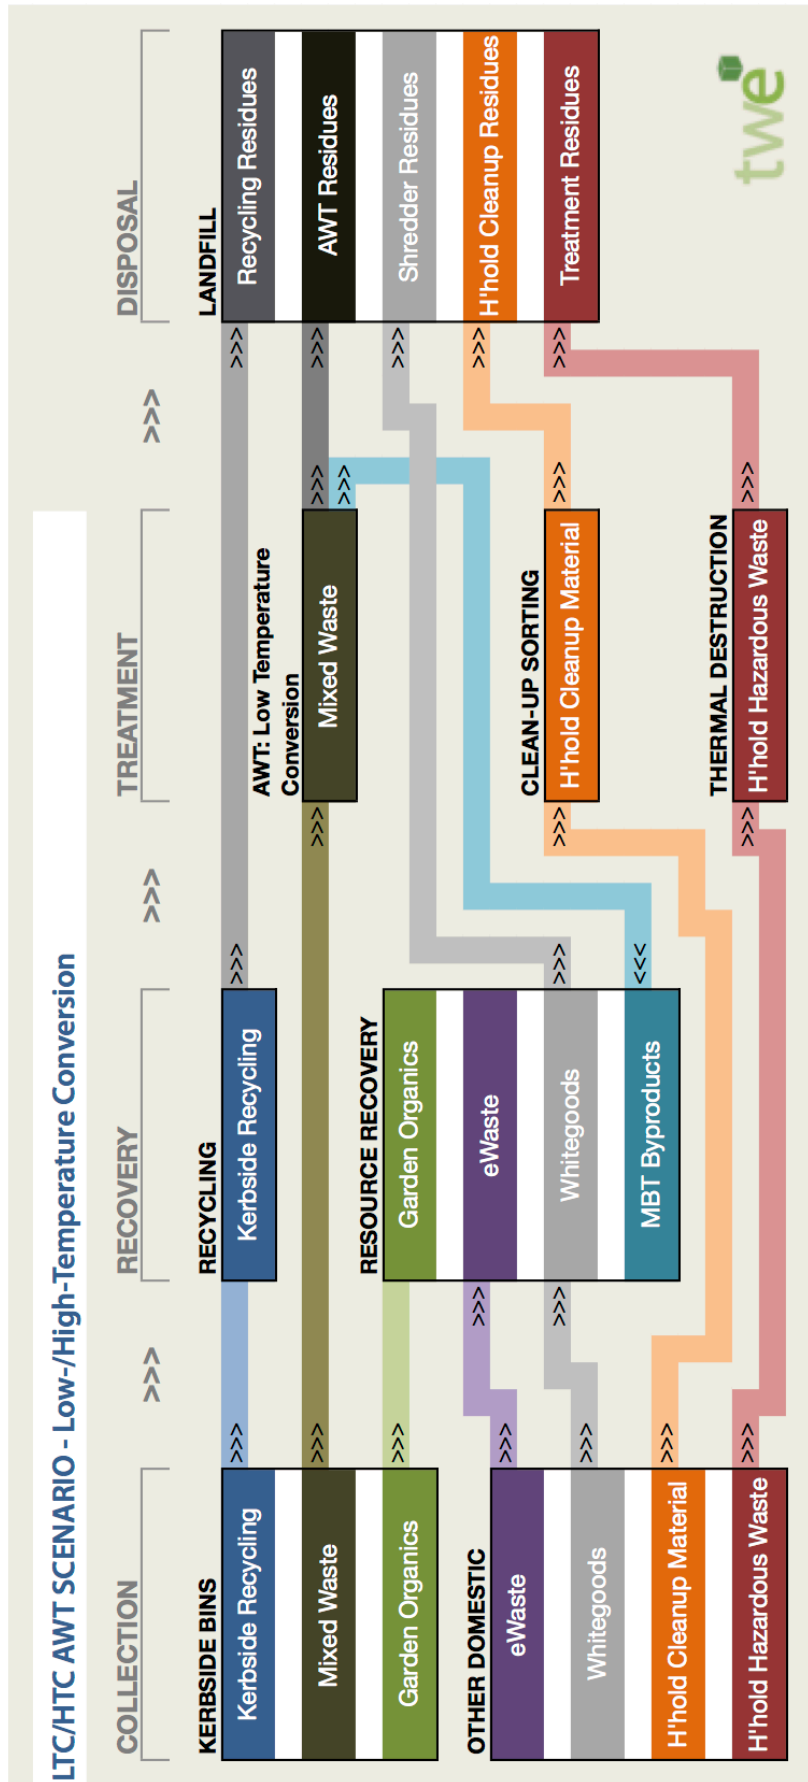 LTC/HTC AWT SCENARIO - Low-/High-Temperature Conversion
COLLECTION
>>>
RECOVERY
>>>
TREATMENT
>>>
DISPOSAL
KERBSIDE BINS
Kerbside Recycling
>>>
Mixed Waste
>>>
Garden Organics
>>>
OTHER DOMESTIC
eWaste
>>>
Whitegoods
>>>
H'hold Cleanup Material
>>>
H'hold Hazardous Waste
>>>
RECYCLING
Kerbside Recycling
>>>
RESOURCE RECOVERY
Garden Organics
>>>
eWaste
>>>
Whitegoods
>>>
MBT Byproducts
<<<
AWT: Low Temperature
Conversion
>>>
Mixed Waste
>>>
>>>
CLEAN-UP SORTING
>>>
H'hold Cleanup Material
>>>
THERMAL DESTRUCTION
>>>
H'hold Hazardous Waste
>>>
LANDFILL
>>>
Recycling Residues
>>>
AWT Residues
>>>
Shredder Residues
>>>
H'hold Cleanup Residues
>>>
Treatment Residues
twe